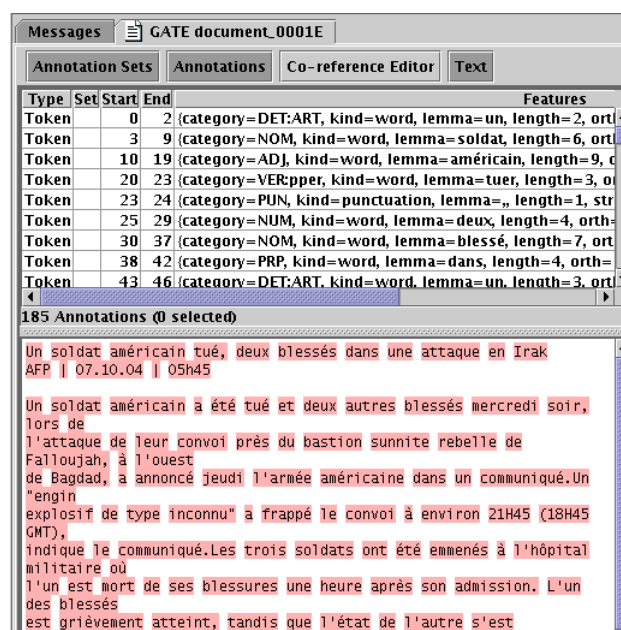 Messages GATE document_0001E
Annotation Sets Annotations Co-reference Editor Text
Type Set Start End Features
Token 0 2 {category=DET:ART, kind=word, lemma=un, length=2, ort
Token 3 9 {category=NOM, kind=word, lemma=soldat, length=6, ort
Token 10 19 {category=ADJ, kind=word, lemma=américain, length=9, o
Token 20 23 {category=VER:pper, kind=word, lemma=tuer, length=3, o
Token 23 24 {category=PUN, kind=punctuation, lemma=,, length=1, str
Token 25 29 {category=NUM, kind=word, lemma=deux, length=4, orth=
Token 30 37 {category=NOM, kind=word, lemma=blessé, length=7, ort
Token 38 42 {category=PRP, kind=word, lemma=dans, length=4, orth=
Token 43 46 {category=DET:ART, kind=word, lemma=un, length=3, ort
185 Annotations (0 selected)
Un soldat américain tué, deux blessés dans une attaque en Irak
AFP | 07.10.04 | 05h45
Un soldat américain a été tué et deux autres blessés mercredi soir,
lors de
l'attaque de leur convoi près du bastion sunnite rebelle de
Falloujah, à l'ouest
de Bagdad, a annoncé jeudi l'armée américaine dans un communiqué.Un
"engin
explosif de type inconnu" a frappé le convoi à environ 21H45 (18H45
GMT),
indique le communiqué.Les trois soldats ont été emmenés à l'hôpital
militaire où
l'un est mort de ses blessures une heure après son admission. L'un
des blessés
est grièvement atteint, tandis que l'état de l'autre s'est